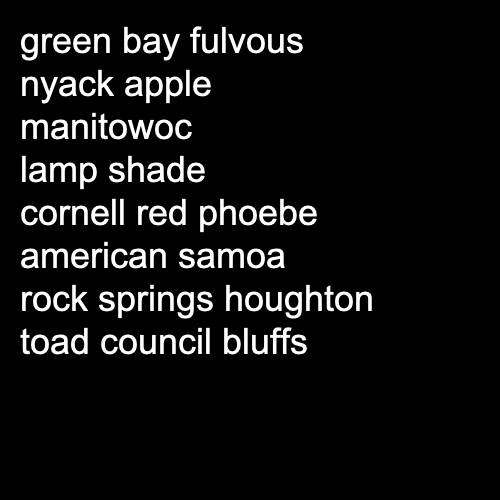 green bay fulvous
nyack apple
manitowoc
lamp shade
cornell red phoebe
american samoa
rock springs houghton
toad council bluffs